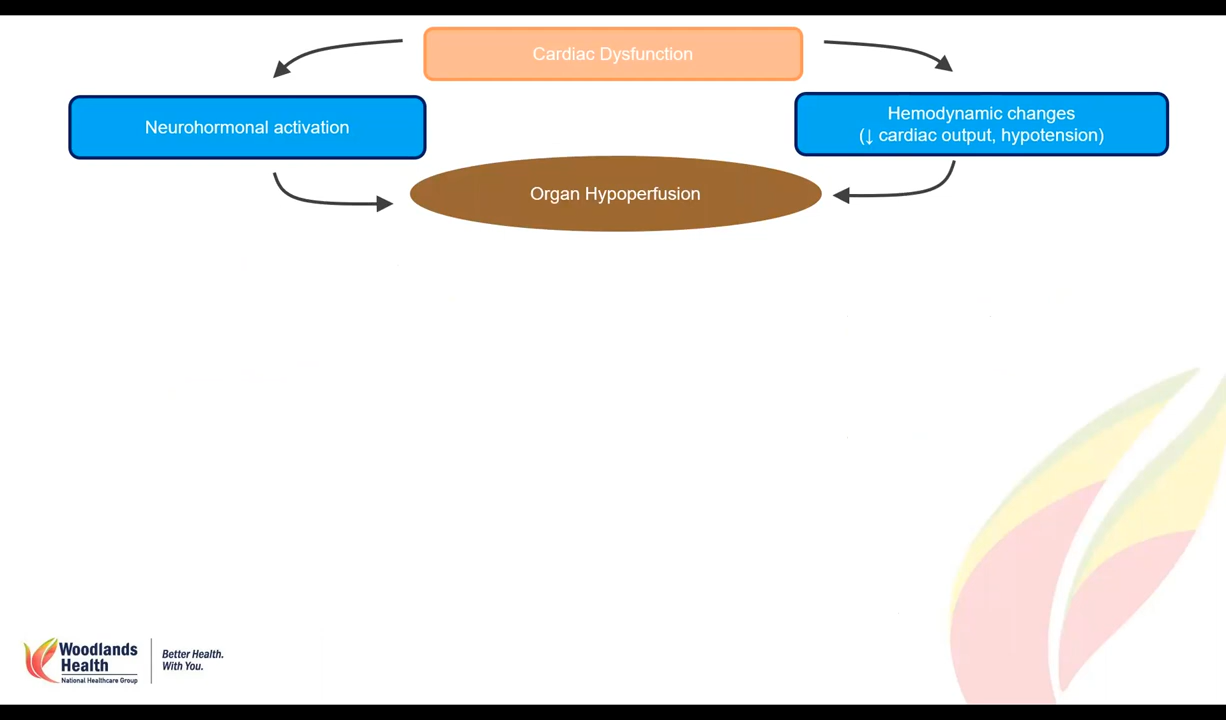 Cardiac Dysfunction
Neurohormonal activation
Hemodynamic changes
(↓ cardiac output, hypotension)
Organ Hypoperfusion
Woodlands
Health
National Healthcare Group
Better Health.
With You.